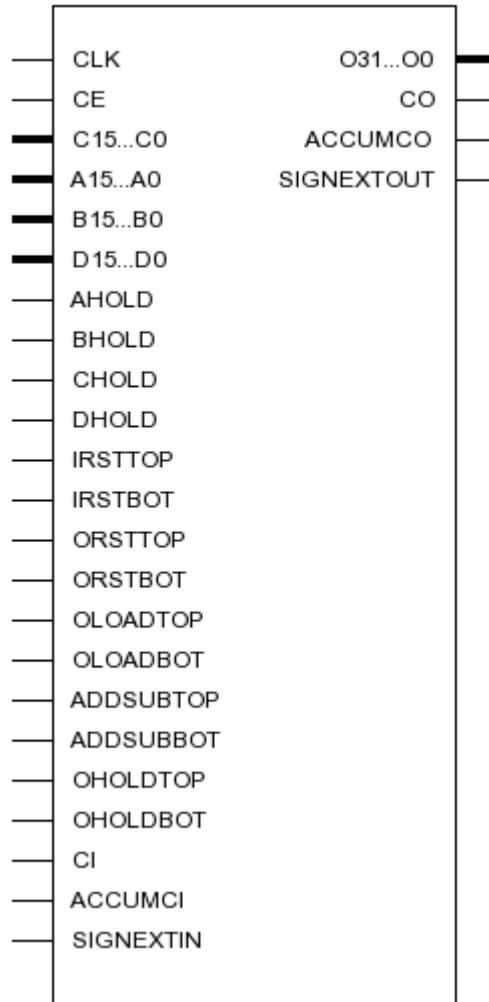 CLK O31...O0
CE CO
C15...C0 ACCUMCO
A15...A0 SIGNEXTOUT
B15...B0
D15...D0
AHOLD
BHOLD
CHOLD
DHOLD
IRSTTOP
IRSTBOT
ORSTTOP
ORSTBOT
OLOADTOP
OLOADBOT
ADDSUBTOP
ADDSUBBOT
OHOLDTOP
OHOLDBOT
CI
ACCUMCI
SIGNEXTIN